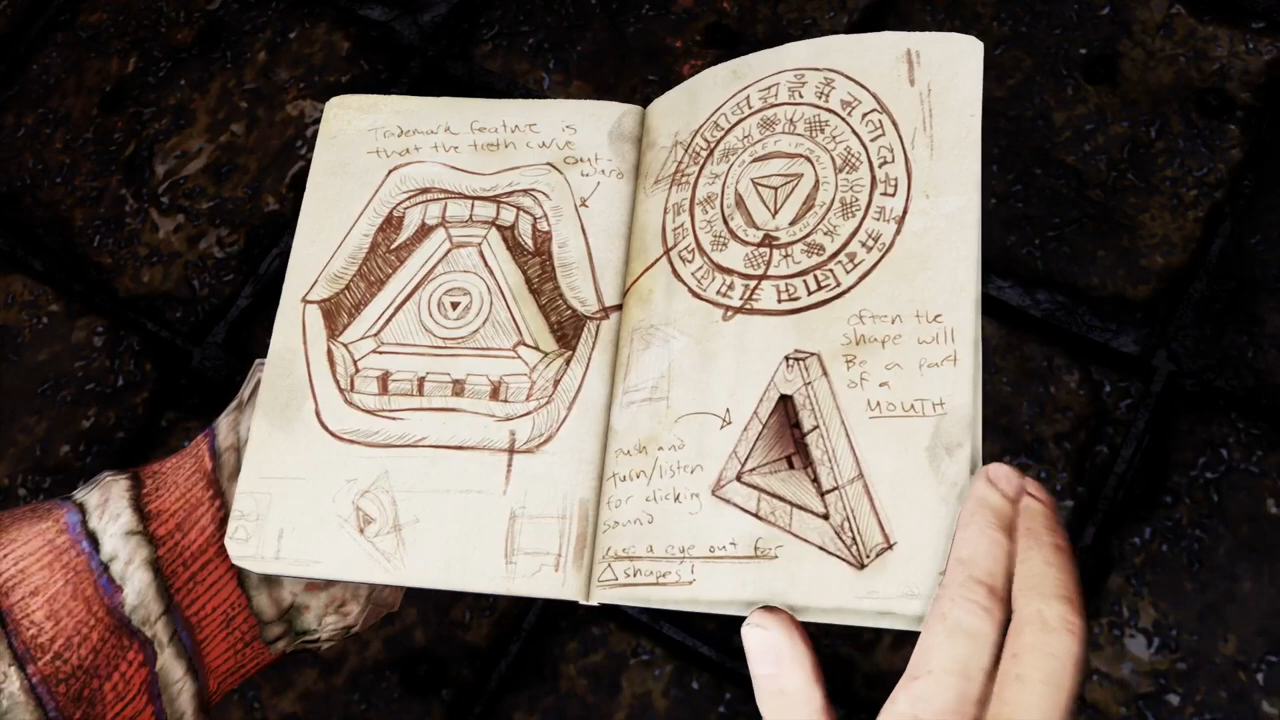 Trademark feature is
that the teeth curve
out-
ward
often the
shape will
Be a part
of a
MOUTH
push and
turn/listen
for clicking
sound
a eye out for
△ shapes!